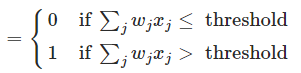 = { 0 if ∑_j w_j x_j ≤ threshold
1 if ∑_j w_j x_j > threshold